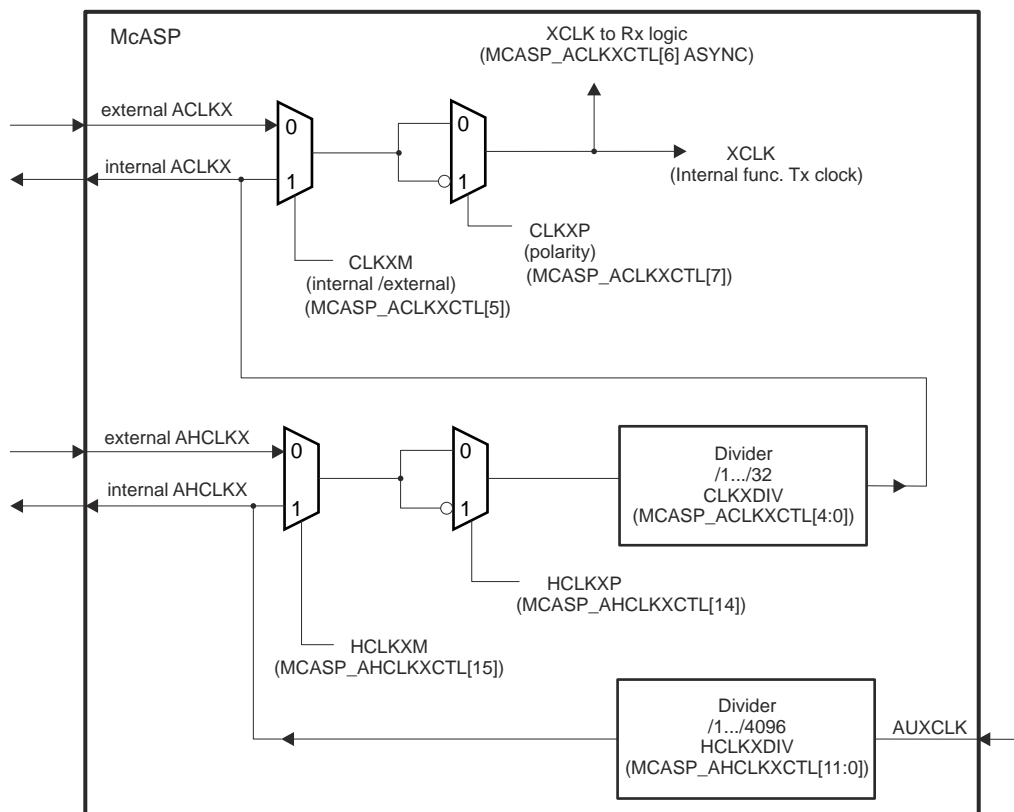 McASP
XCLK to Rx logic
(MCASP_ACLKXCTL[6] ASYNC)
external ACLKX
0
0
internal ACLKX
1
1
XCLK
(Internal func. Tx clock)
CLKXP
(polarity)
(MCASP_ACLKXCTL[7])
CLKXM
(internal /external)
(MCASP_ACLKXCTL[5])
external AHCLKX
0
0
internal AHCLKX
1
1
Divider
/1.../32
CLKXDIV
(MCASP_ACLKXCTL[4:0])
HCLKXP
(MCASP_AHCLKXCTL[14])
HCLKXM
(MCASP_AHCLKXCTL[15])
Divider
/1.../4096
HCLKXDIV
(MCASP_AHCLKXCTL[11:0])
AUXCLK